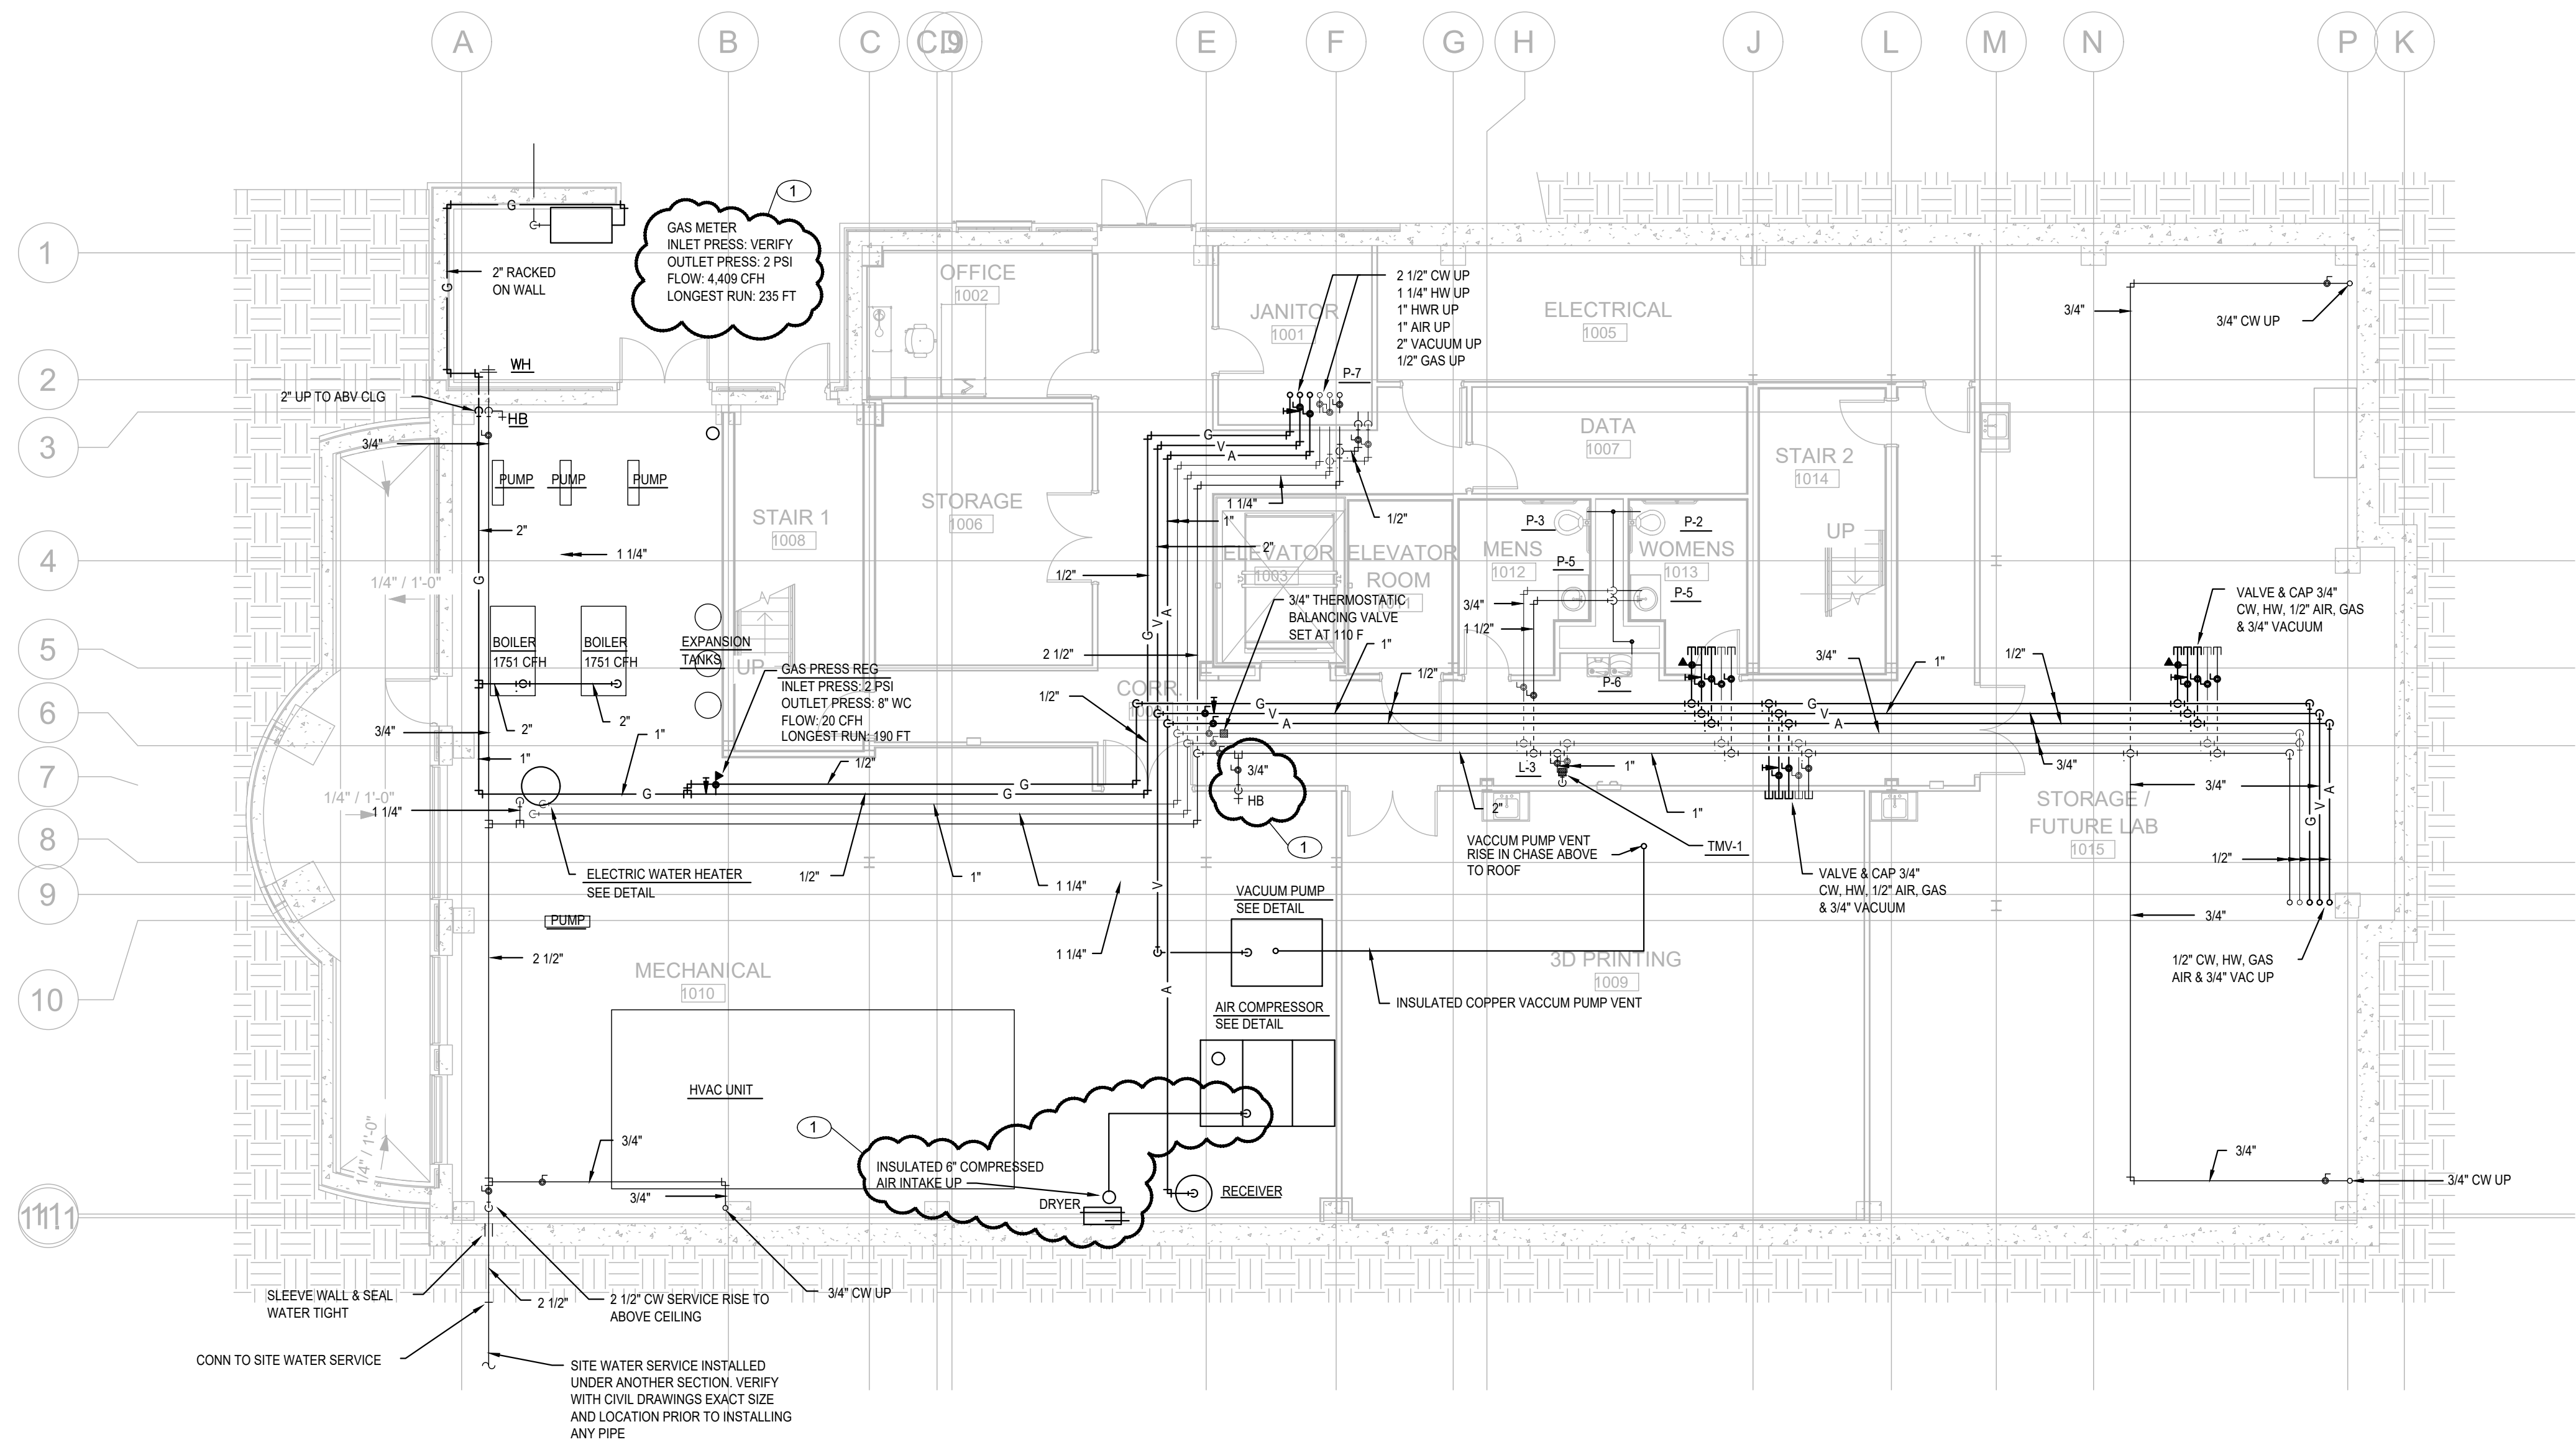 A
B
C
D
E
F
G
H
J
L
M
N
P
K
1
2
3
4
5
6
7
8
9
10
1
GAS METER
INLET PRESS: VERIFY
OUTLET PRESS: 2 PSI
FLOW: 4,409 CFH
LONGEST RUN: 235 FT
G
G
2" RACKED
ON WALL
WH
2" UP TO ABV CLG
HB
3/4"
PUMP
PUMP
PUMP
2"
1 1/4"
G
1/4" / 1'-0"
BOILER
1751 CFH
BOILER
1751 CFH
EXPANSION
TANKS
2"
2"
3/4"
1"
1"
1/4" / 1'-0"
1 1/4"
ELECTRIC WATER HEATER
SEE DETAIL
PUMP
2 1/2"
MECHANICAL
1010
HVAC UNIT
1/4" / 1'-0"
3/4"
3/4"
3/4" CW UP
SLEEVE WALL & SEAL
WATER TIGHT
2 1/2"
2 1/2" CW SERVICE RISE TO
ABOVE CEILING
CONN TO SITE WATER SERVICE
SITE WATER SERVICE INSTALLED
UNDER ANOTHER SECTION. VERIFY
WITH CIVIL DRAWINGS EXACT SIZE
AND LOCATION PRIOR TO INSTALLING
ANY PIPE
OFFICE
1002
STORAGE
1006
STAIR 1
1008
UP
GAS PRESS REG
INLET PRESS: 2 PSI
OUTLET PRESS: 8" WC
FLOW: 20 CFH
LONGEST RUN: 190 FT
1/2"
G
G
G
1/2"
1"
1 1/4"
1 1/4"
JANITOR
1001
2 1/2" CW UP
1 1/4" HW UP
1" HWR UP
1" AIR UP
2" VACUUM UP
1/2" GAS UP
P-7
G
V
A
1 1/4"
1/2"
1"
2"
1/2"
ELEVATOR
1003
ELEVATOR
ROOM
3/4" THERMOSTATIC
BALANCING VALVE
SET AT 110 F
G
V
A
2 1/2"
1/2"
1/2"
CORR.
1"
1/2"
G
V
A
3/4"
HB
1
V
A
VACUUM PUMP
SEE DETAIL
AIR COMPRESSOR
SEE DETAIL
1
INSULATED 6" COMPRESSED
AIR INTAKE UP
DRYER
RECEIVER
ELECTRICAL
1005
DATA
1007
STAIR 2
1014
UP
P-3
P-2
MENS
1012
WOMENS
1013
P-5
P-5
3/4"
1 1/2"
P-6
L-3
1"
2"
1"
TMV-1
VACCUM PUMP VENT
RISE IN CHASE ABOVE
TO ROOF
VALVE & CAP 3/4"
CW, HW, 1/2" AIR, GAS
& 3/4" VACUUM
3D PRINTING
1009
INSULATED COPPER VACCUM PUMP VENT
G
V
A
3/4"
1"
1/2"
3/4"
3/4"
3/4" CW UP
VALVE & CAP 3/4"
CW, HW, 1/2" AIR, GAS
& 3/4" VACUUM
STORAGE /
FUTURE LAB
1015
3/4"
G
V
A
1/2"
3/4"
1/2" CW, HW, GAS
AIR & 3/4" VAC UP
3/4"
3/4" CW UP